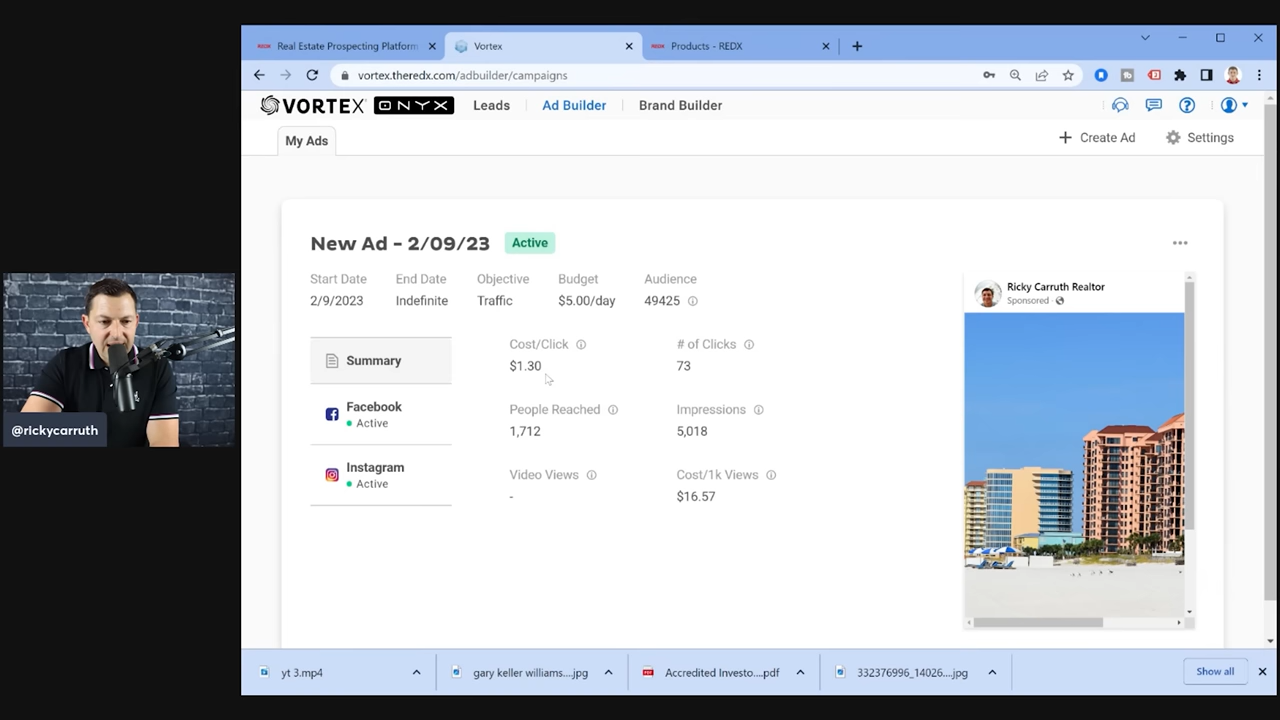 Real Estate Prospecting Platform
Vortex
Products - REDX
vortex.theredx.com/adbuilder/campaigns
VORTEX ONYX Leads Ad Builder Brand Builder
My Ads
Create Ad Settings
New Ad - 2/09/23 Active
Start Date End Date Objective Budget Audience
2/9/2023 Indefinite Traffic $5.00/day 49425
Summary
Facebook
Active
Instagram
Active
Cost/Click # of Clicks
$1.30 73
People Reached Impressions
1,712 5,018
Video Views Cost/1k Views
- $16.57
Ricky Carruth Realtor
Sponsored
@rickycarruth
yt 3.mp4 gary keller williams....jpg Accredited Investo....pdf 332376996_14026....jpg Show all